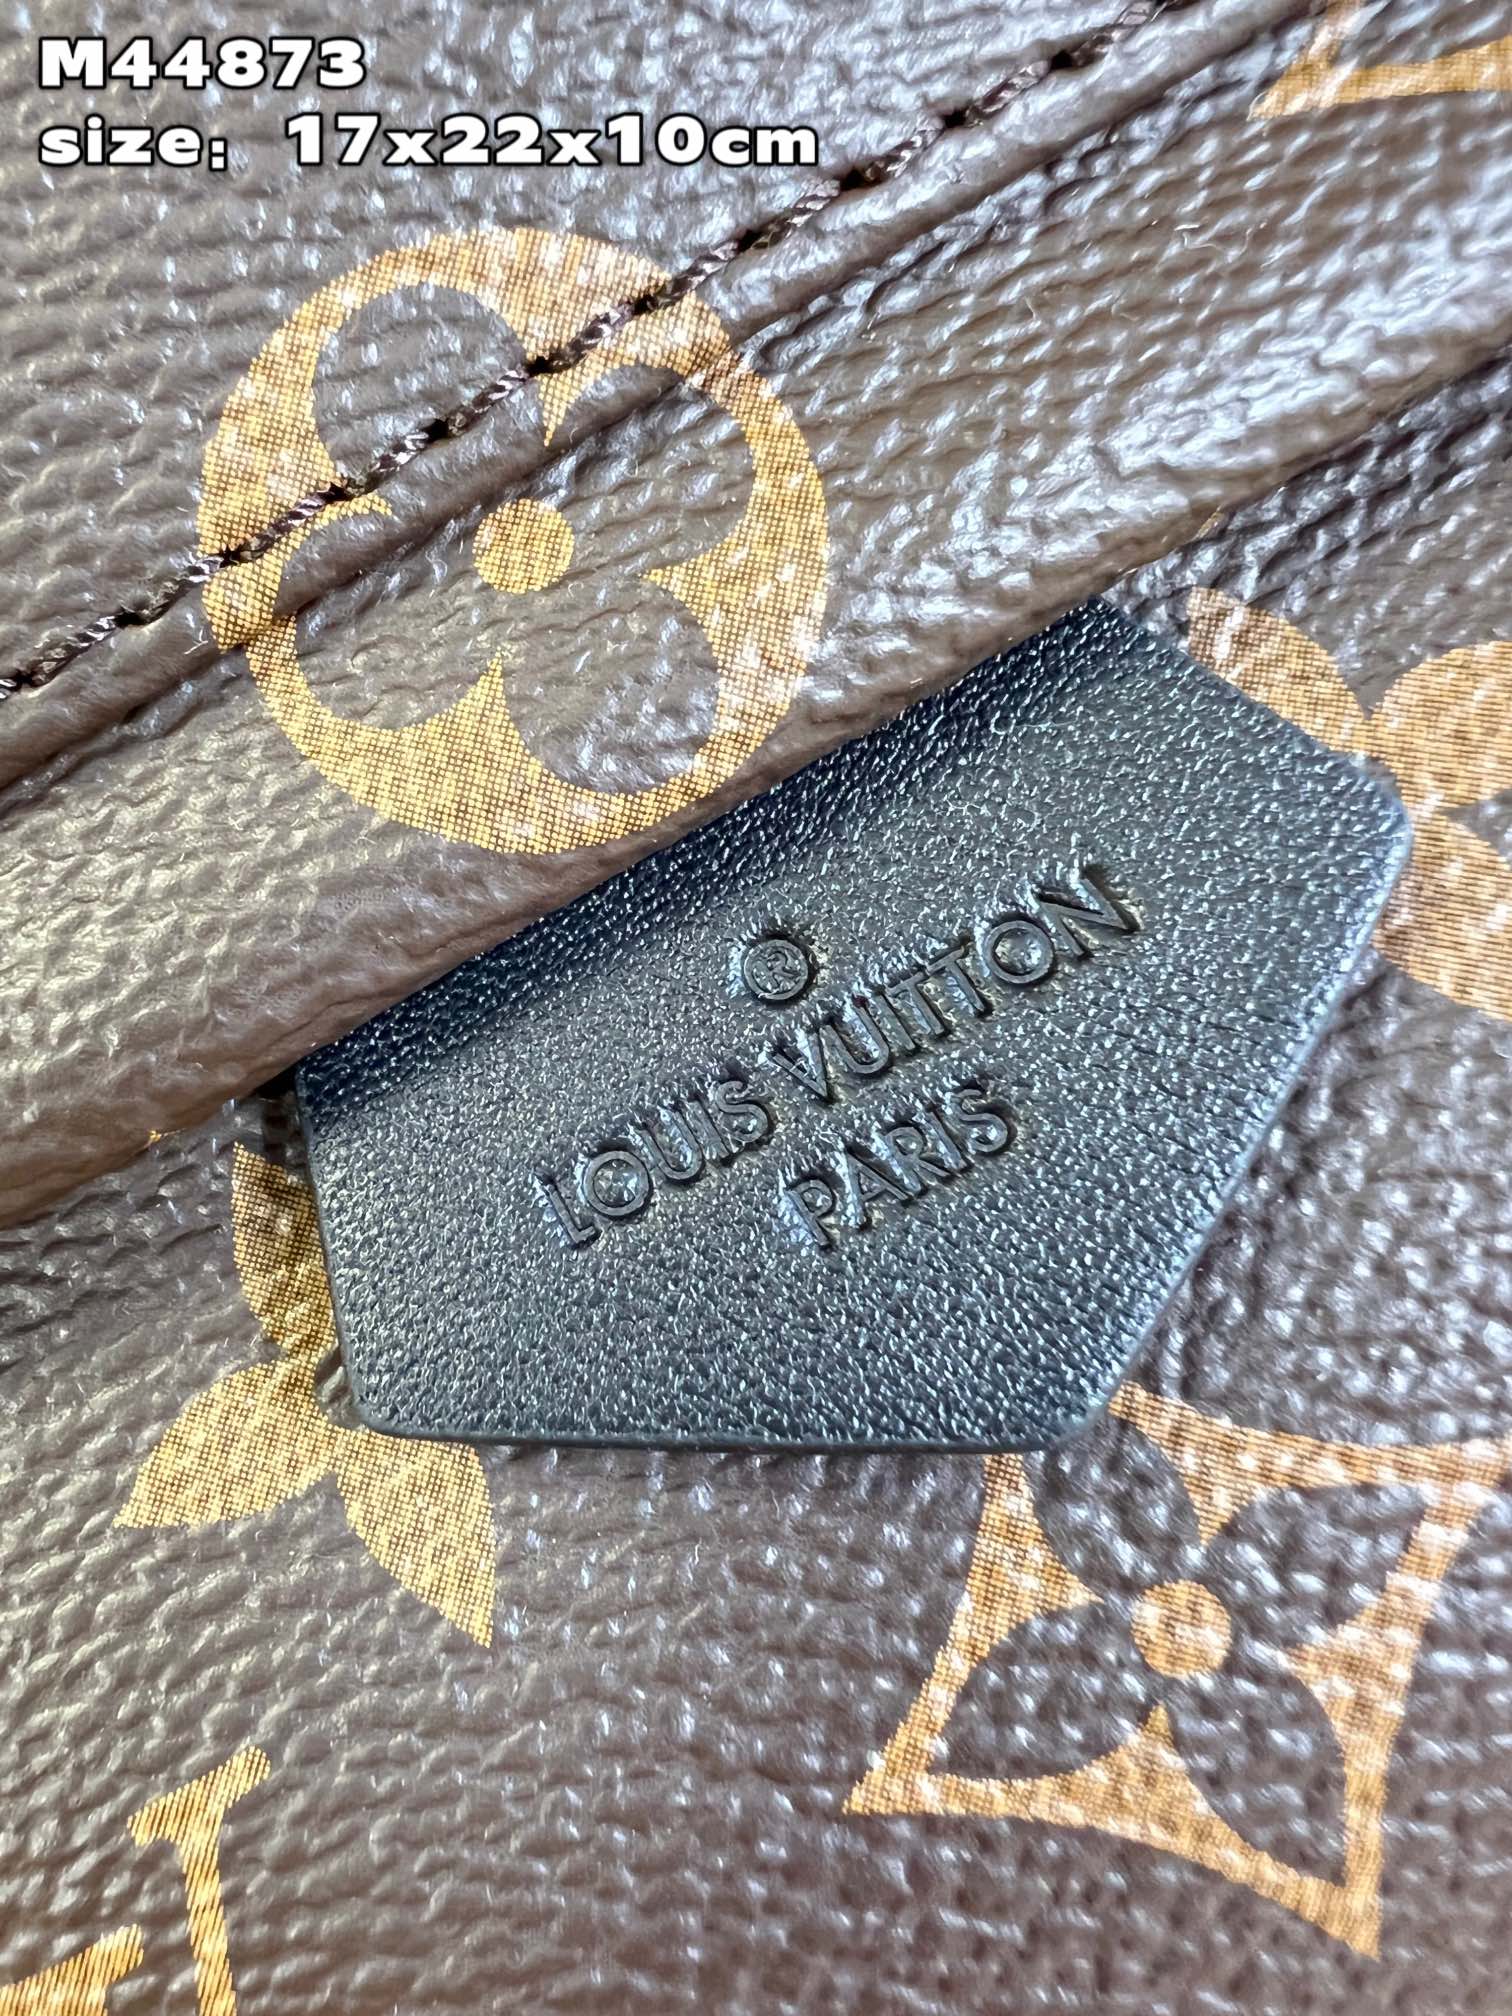 M44873
size：17x22x10cm
®
LOUIS VUITTON
PARIS